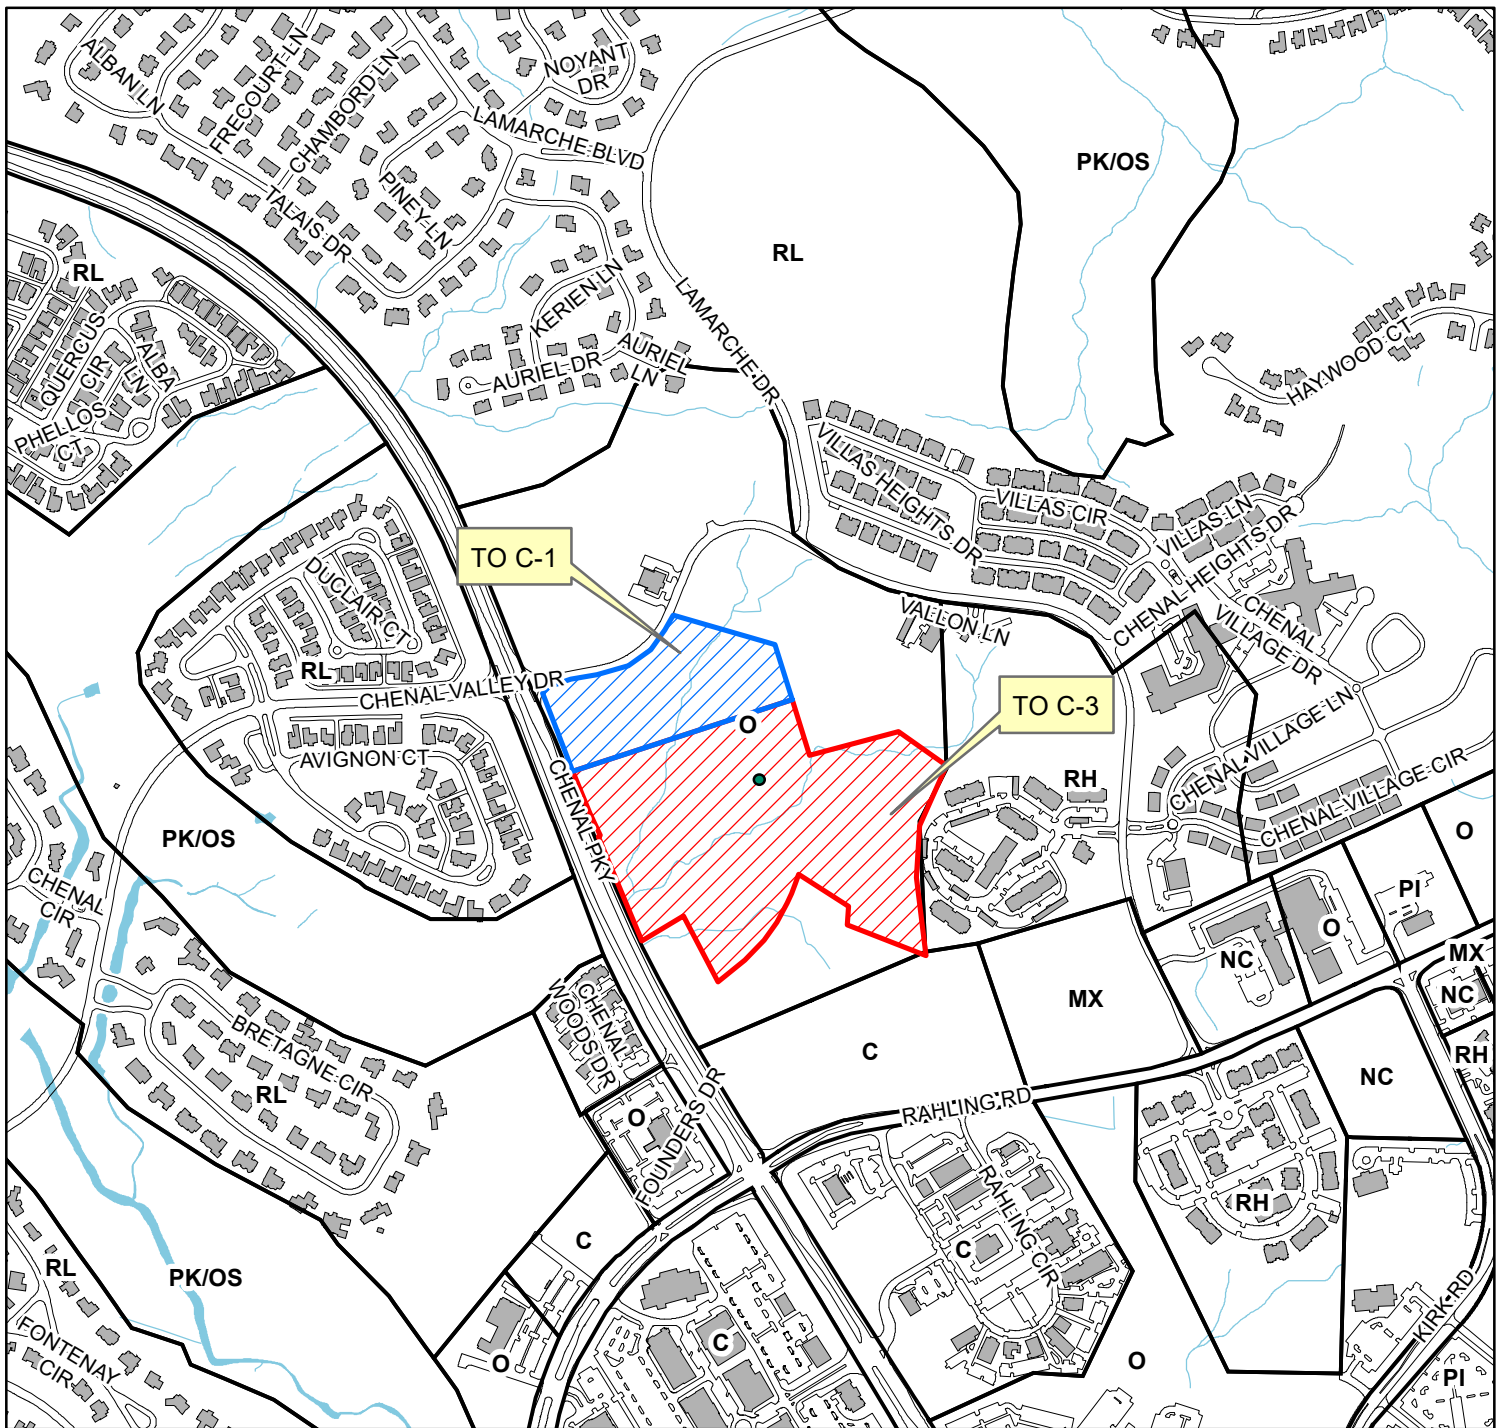 ALBAN LN
FRECOURT LN
CHAMBORD LN
NOYANT
DR
LAMARCHE BLVD
PINEY LN
TALAIS DR
PK/OS
RL
RL
KERIEN LN
LAMARCHE DR
AURIEL
LN
AURIEL DR
HAYWOOD CT
QUERCUS
CIR
ALBA
LN
PHELLOS
CT
VILLAS HEIGHTS DR
VILLAS CIR
VILLAS LN
CHENAL HEIGHTS DR
TO C-1
DUCLAIR CT
VALLON LN
CHENAL
VILLAGE DR
RL
CHENAL VALLEY DR
TO C-3
O
AVIGNON CT
CHENAL VILLAGE LN
CHENAL PKY
RH
CHENAL VILLAGE CIR
PK/OS
O
CHENAL
CIR
PI
O
NC
MX
NC
MX
CHENAL
WOODS DR
BRETAGNE CIR
C
RH
RL
NC
O
FOUNDERS DR
RAHLING RD
RAHLING CIR
RH
C
C
RL
PK/OS
KIRK RD
FONTENAY
CIR
O
C
O
PI